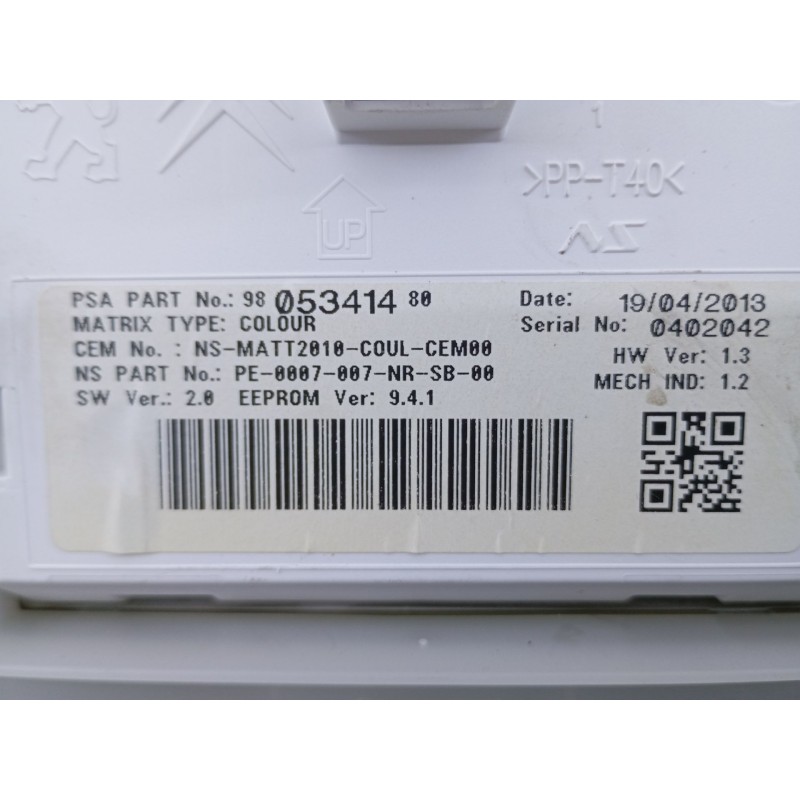 1
>PP-T40<
UP
PSA PART No.: 98 053414 80
MATRIX TYPE: COLOUR
CEM No.: NS-MATT2010-COUL-CEM00
NS PART No.: PE-0007-007-NR-SB-00
SW Ver.: 2.0 EEPROM Ver: 9.4.1
Date: 19/04/2013
Serial No: 0402042
HW Ver: 1.3
MECH IND: 1.2